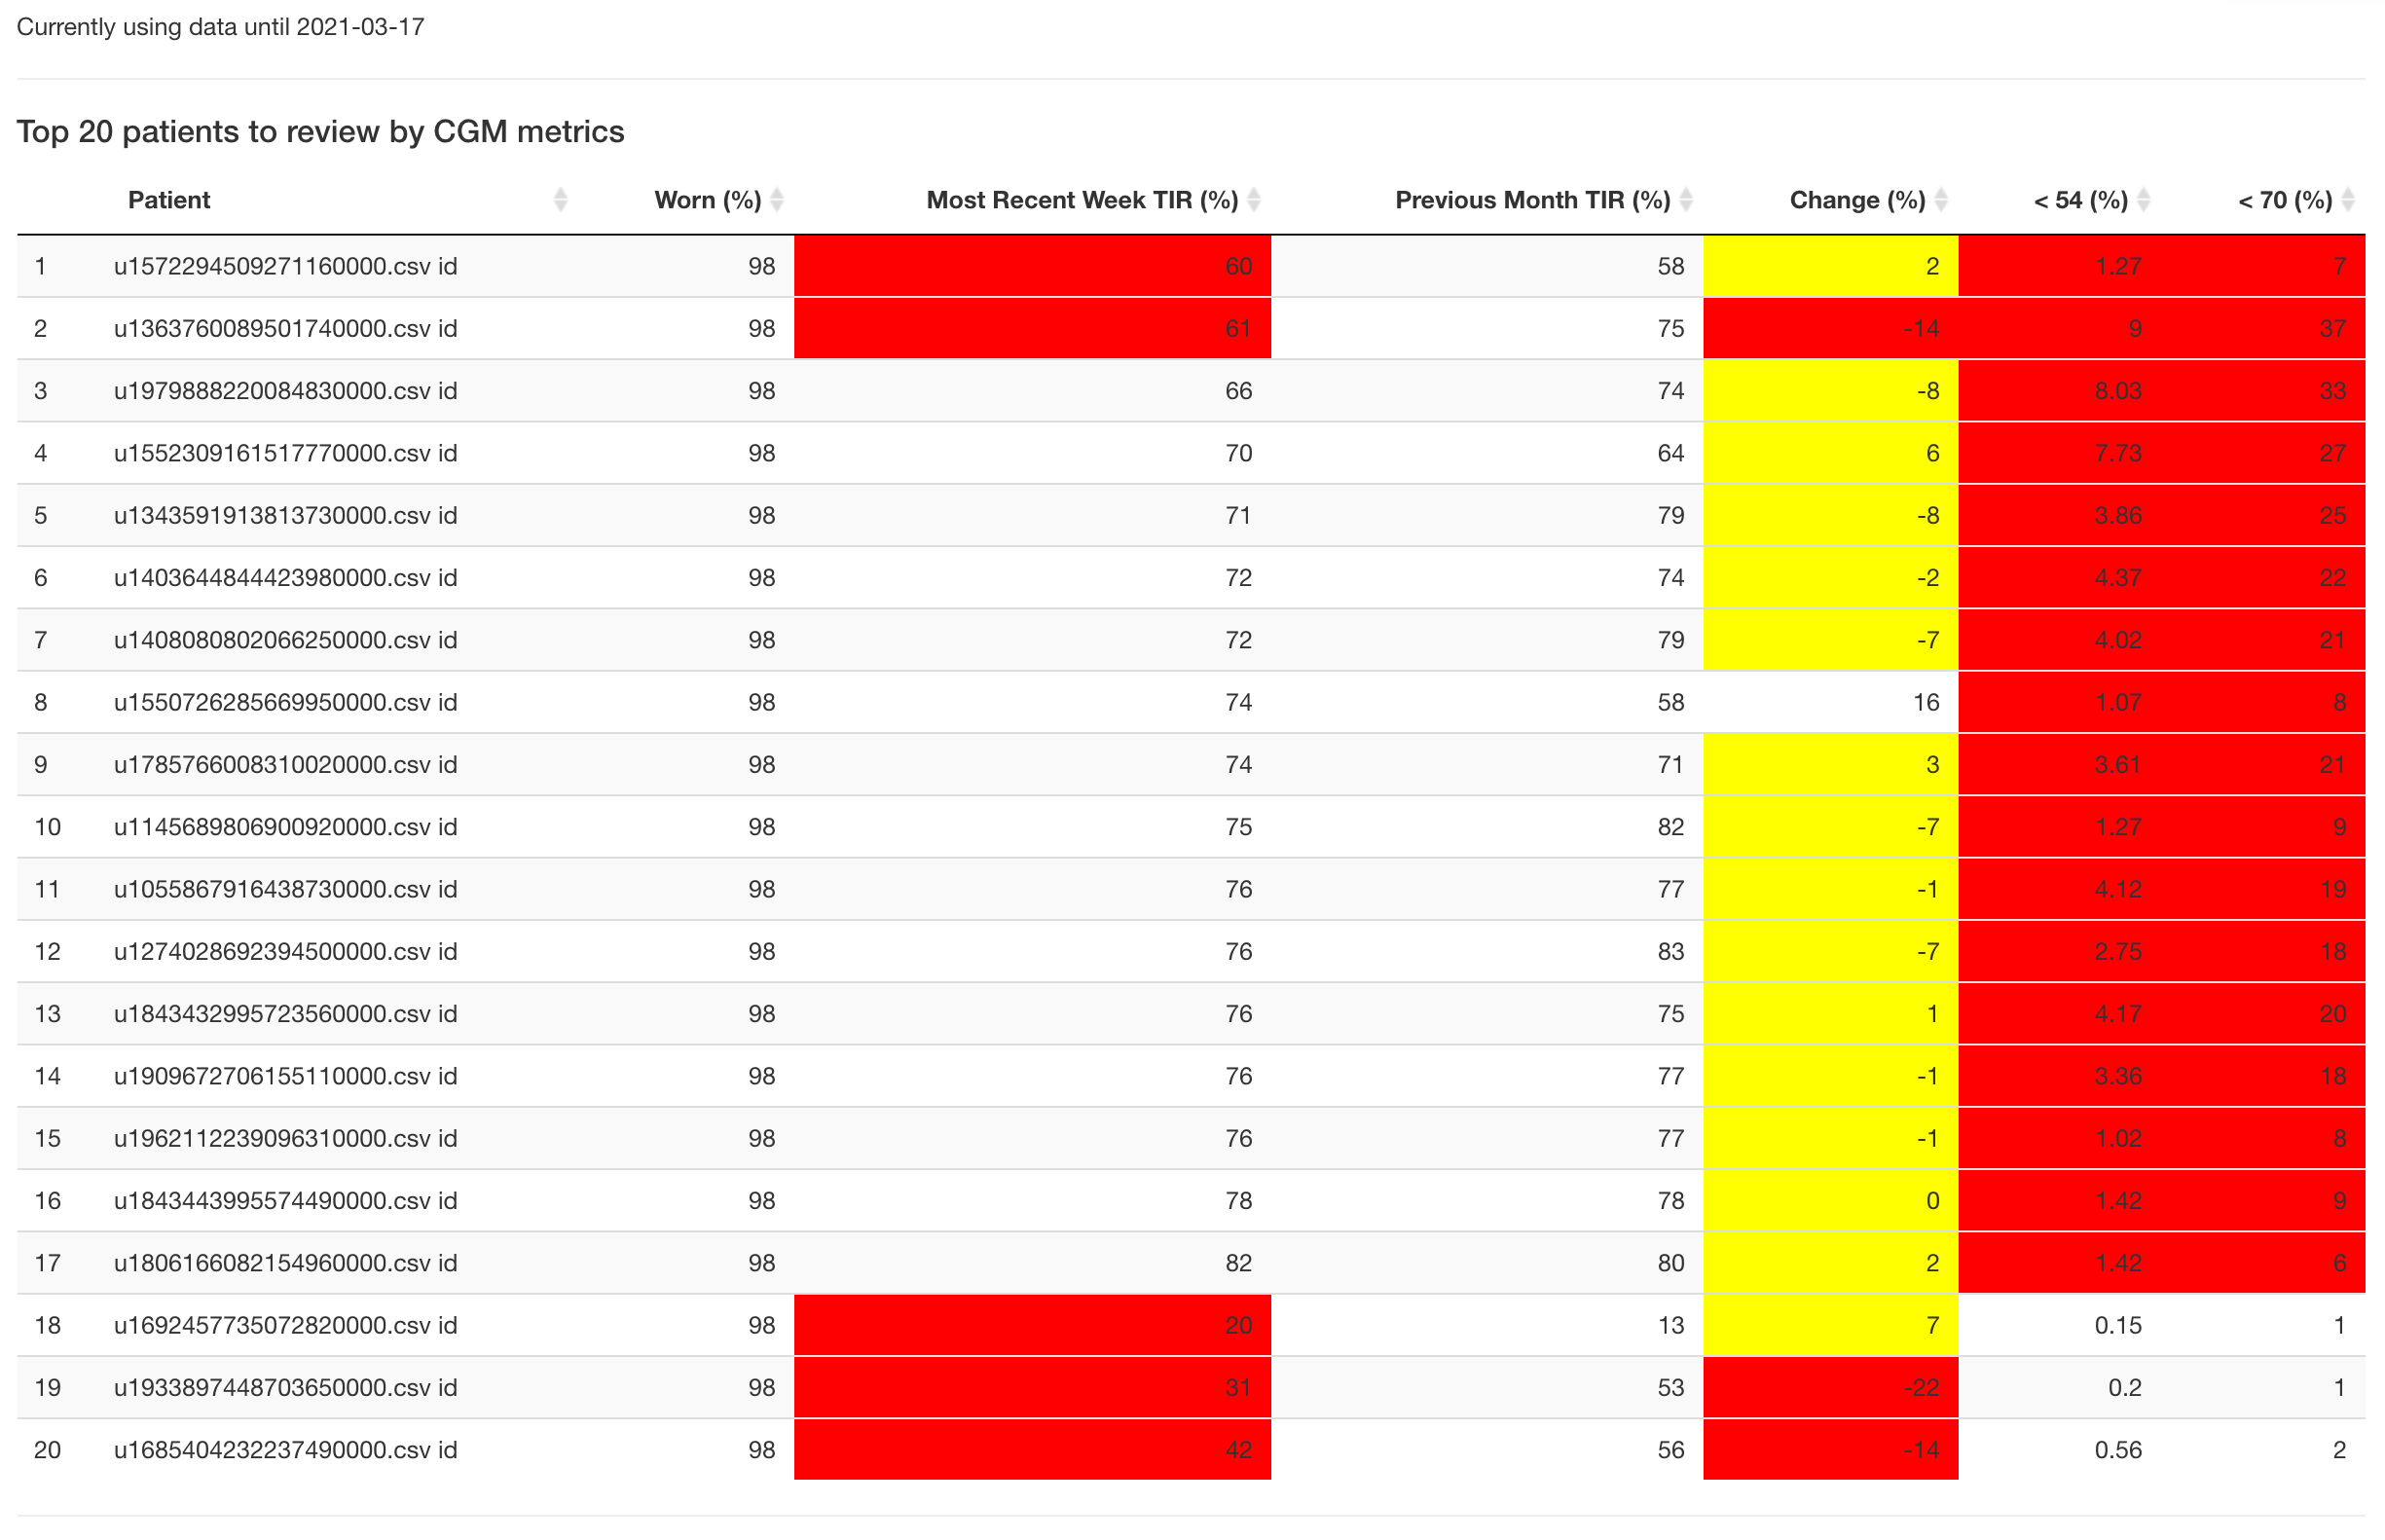 Currently using data until 2021-03-17
Top 20 patients to review by CGM metrics
Patient Worn (%) Most Recent Week TIR (%) Previous Month TIR (%) Change (%) < 54 (%) < 70 (%)
1 u1572294509271160000.csv id 98 60 58 2 1.27 7
2 u1363760089501740000.csv id 98 61 75 -14 9 37
3 u1979888220084830000.csv id 98 66 74 -8 8.03 33
4 u1552309161517770000.csv id 98 70 64 6 7.73 27
5 u1343591913813730000.csv id 98 71 79 -8 3.86 25
6 u1403644844423980000.csv id 98 72 74 -2 4.37 22
7 u1408080802066250000.csv id 98 72 79 -7 4.02 21
8 u1550726285669950000.csv id 98 74 58 16 1.07 8
9 u1785766008310020000.csv id 98 74 71 3 3.61 21
10 u1145689806900920000.csv id 98 75 82 -7 1.27 9
11 u1055867916438730000.csv id 98 76 77 -1 4.12 19
12 u1274028692394500000.csv id 98 76 83 -7 2.75 18
13 u1843432995723560000.csv id 98 76 75 1 4.17 20
14 u1909672706155110000.csv id 98 76 77 -1 3.36 18
15 u1962112239096310000.csv id 98 76 77 -1 1.02 8
16 u1843443995574490000.csv id 98 78 78 0 1.42 9
17 u1806166082154960000.csv id 98 82 80 2 1.42 6
18 u1692457735072820000.csv id 98 20 13 7 0.15 1
19 u1933897448703650000.csv id 98 31 53 -22 0.2 1
20 u1685404232237490000.csv id 98 42 56 -14 0.56 2